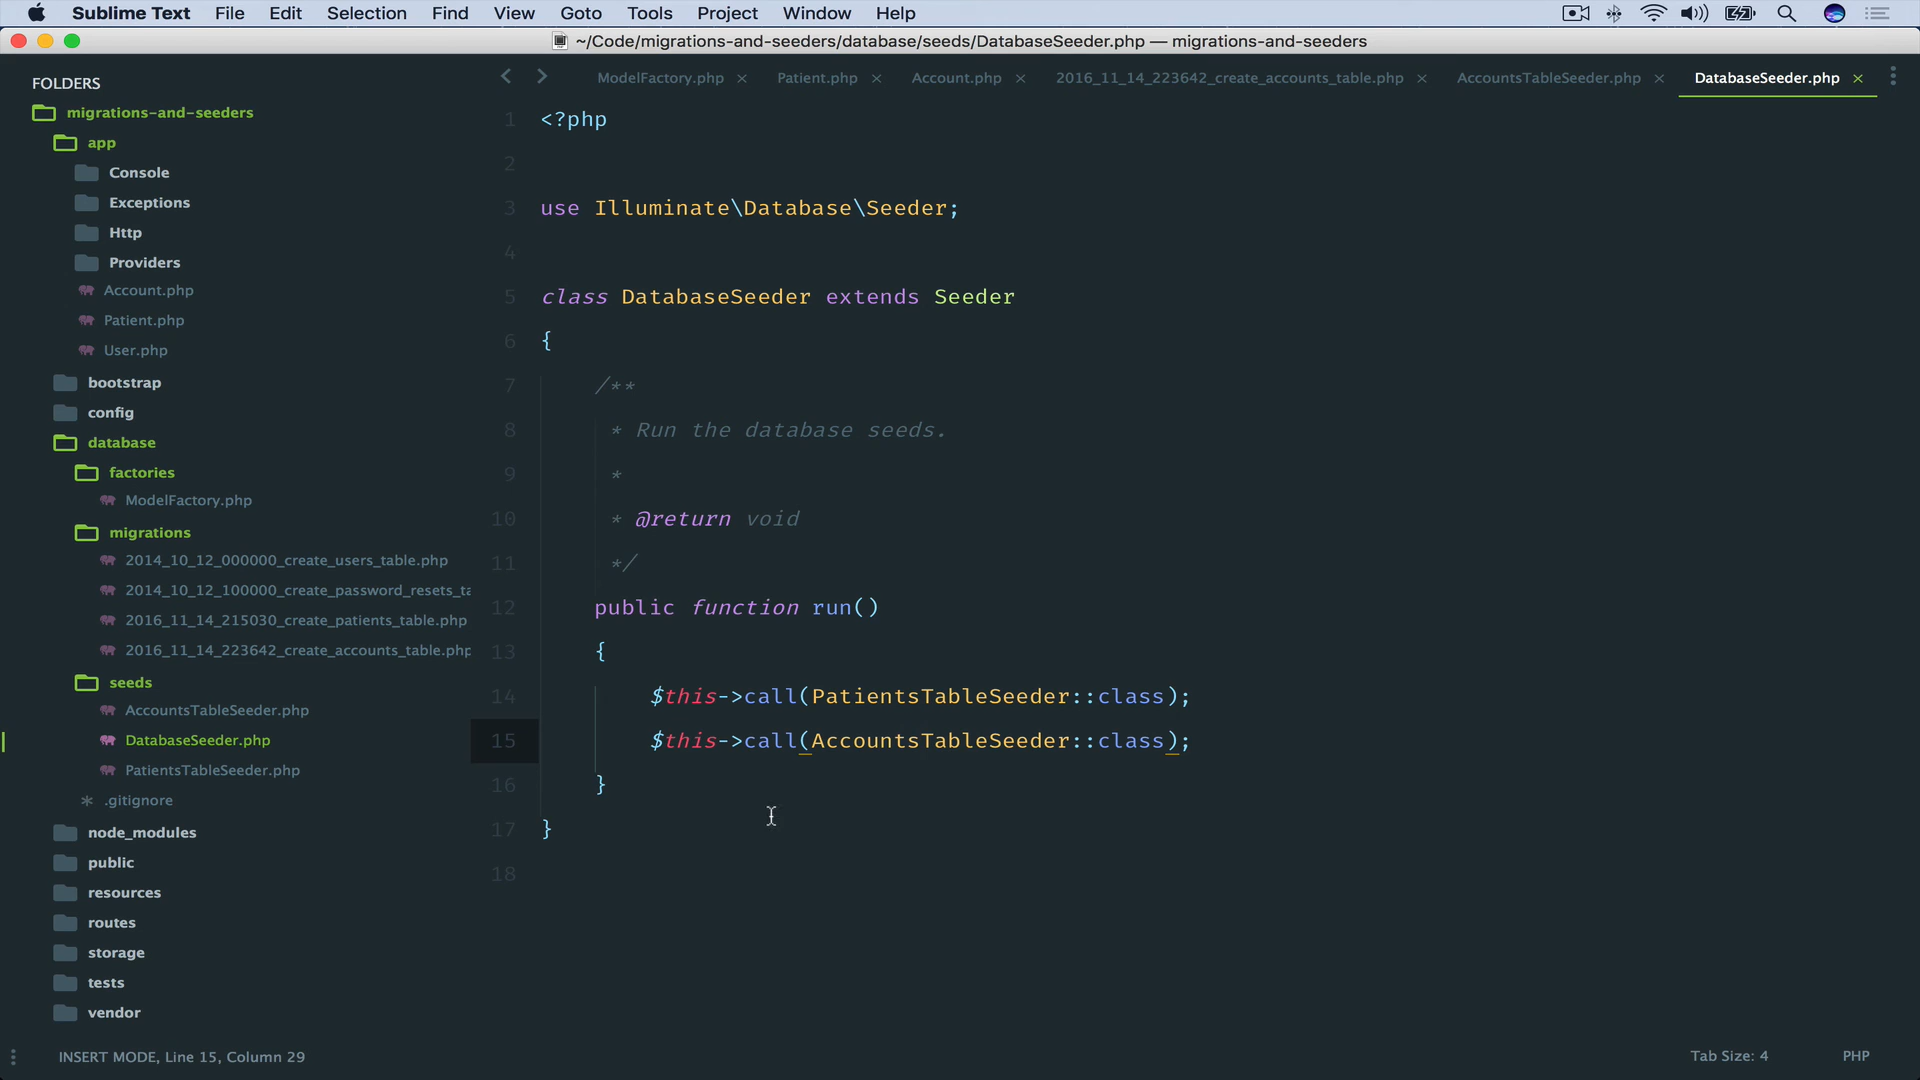 Sublime Text File Edit Selection Find View Goto Tools Project Window Help
~/Code/migrations-and-seeders/database/seeds/DatabaseSeeder.php — migrations-and-seeders
FOLDERS
migrations-and-seeders
app
Console
Exceptions
Http
Providers
Account.php
Patient.php
User.php
bootstrap
config
database
factories
ModelFactory.php
migrations
2014_10_12_000000_create_users_table.php
2014_10_12_100000_create_password_resets_ta
2016_11_14_215030_create_patients_table.php
2016_11_14_223642_create_accounts_table.php
seeds
AccountsTableSeeder.php
DatabaseSeeder.php
PatientsTableSeeder.php
.gitignore
node_modules
public
resources
routes
storage
tests
vendor
ModelFactory.php Patient.php Account.php 2016_11_14_223642_create_accounts_table.php AccountsTableSeeder.php DatabaseSeeder.php
1 <?php
2
3 use Illuminate\Database\Seeder;
4
5 class DatabaseSeeder extends Seeder
6 {
7 /**
8 * Run the database seeds.
9 *
10 * @return void
11 */
12 public function run()
13 {
14 $this->call(PatientsTableSeeder::class);
15 $this->call(AccountsTableSeeder::class);
16 }
17 }
18
INSERT MODE, Line 15, Column 29
Tab Size: 4
PHP